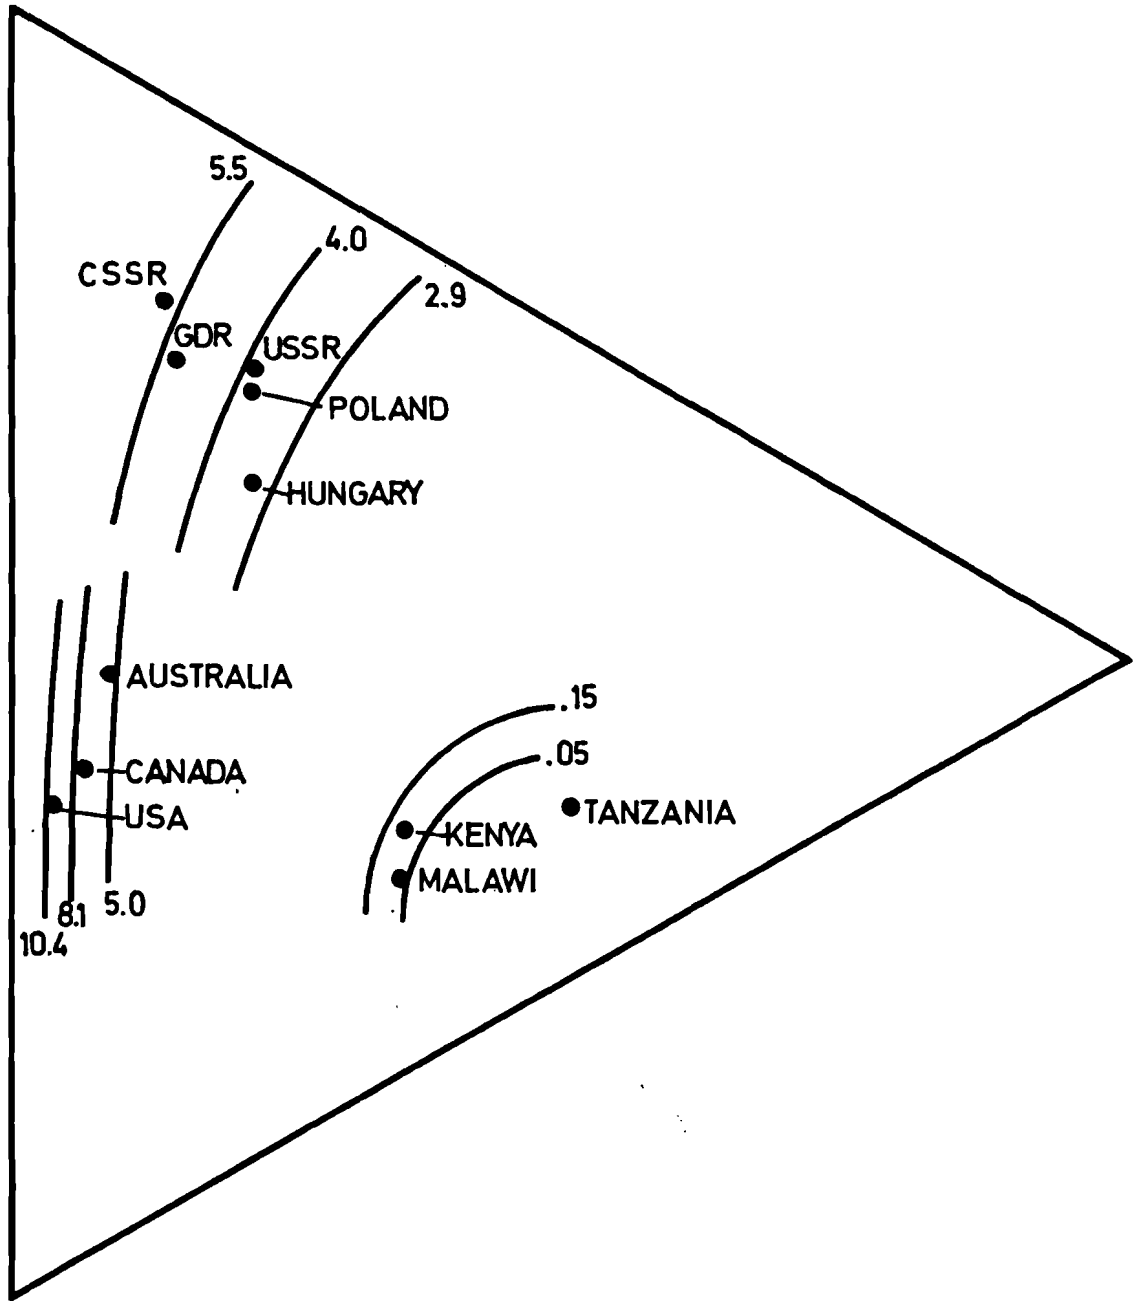 5.5
4.0
CSSR
2.9
GDR
USSR
POLAND
HUNGARY
AUSTRALIA
.15
.05
CANADA
TANZANIA
USA
KENYA
MALAWI
5.0
8.1
10.4